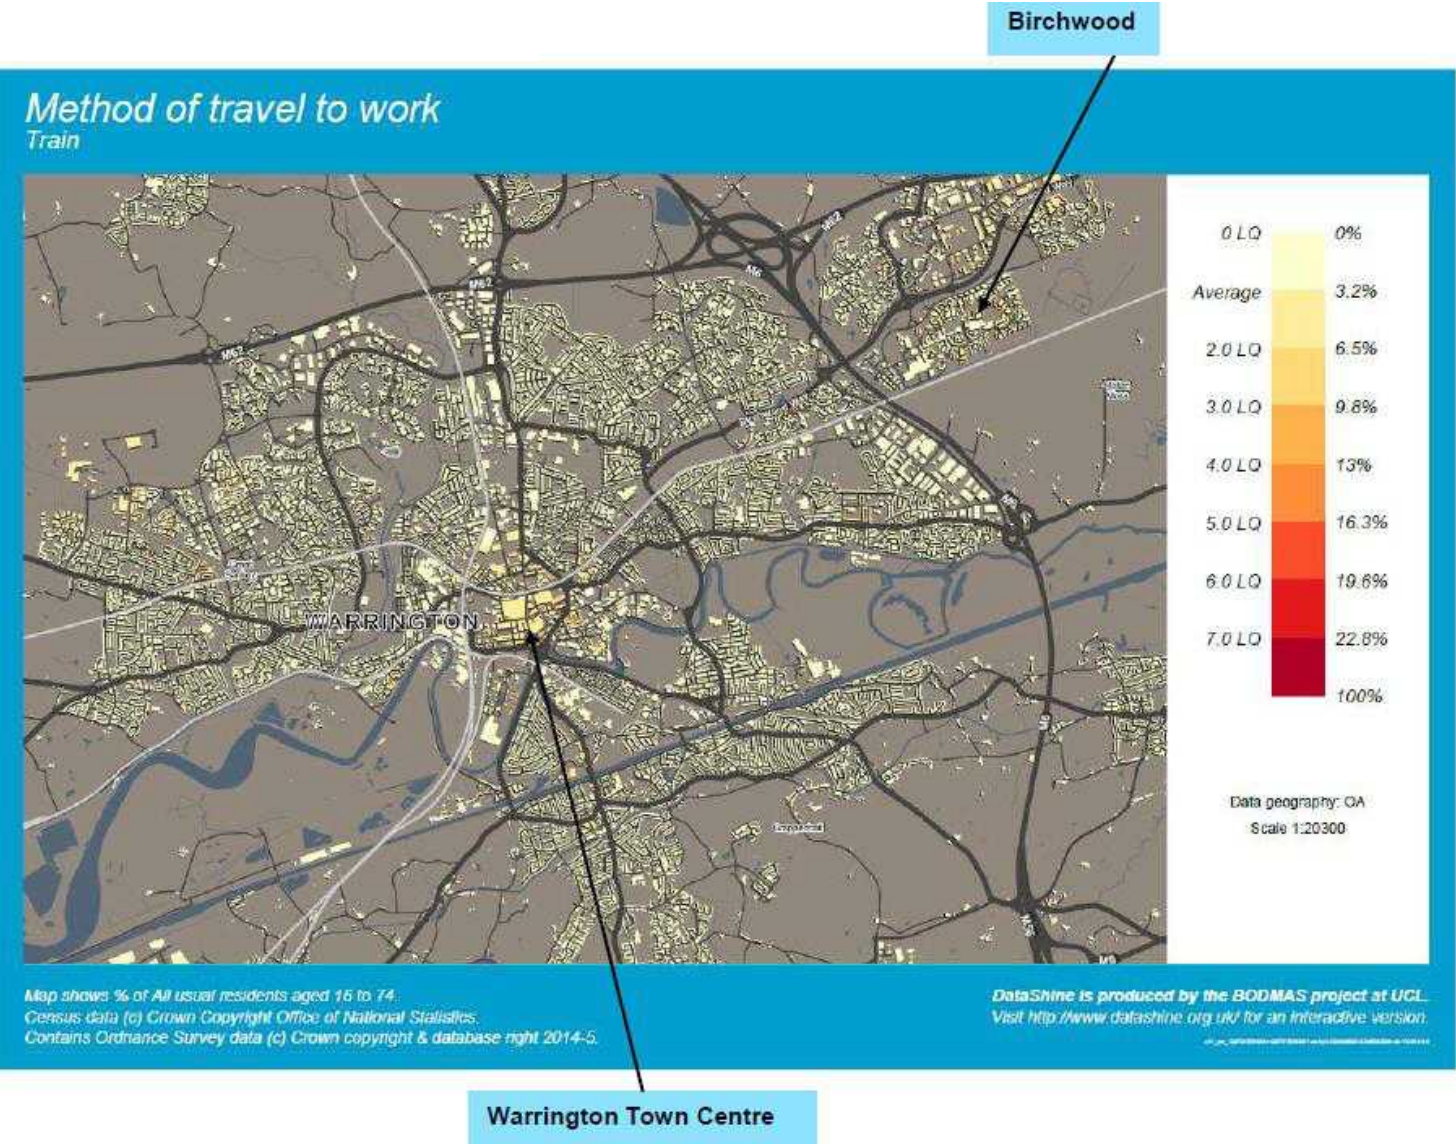 Birchwood
Method of travel to work
Train
M62
M6
M62
M62
WARRINGTON
0 LQ 0%
Average 3.2%
2.0 LQ 6.5%
3.0 LQ 9.8%
4.0 LQ 13%
5.0 LQ 16.3%
6.0 LQ 19.6%
7.0 LQ 22.8%
100%
Data geography: OA
Scale 1:20300
Map shows % of All usual residents aged 16 to 74.
Census data (c) Crown Copyright Office of National Statistics.
Contains Ordnance Survey data (c) Crown copyright & database right 2014-5.
DataShine is produced by the BODMAS project at UCL.
Visit http://www.datashine.org.uk/ for an interactive version.
Warrington Town Centre